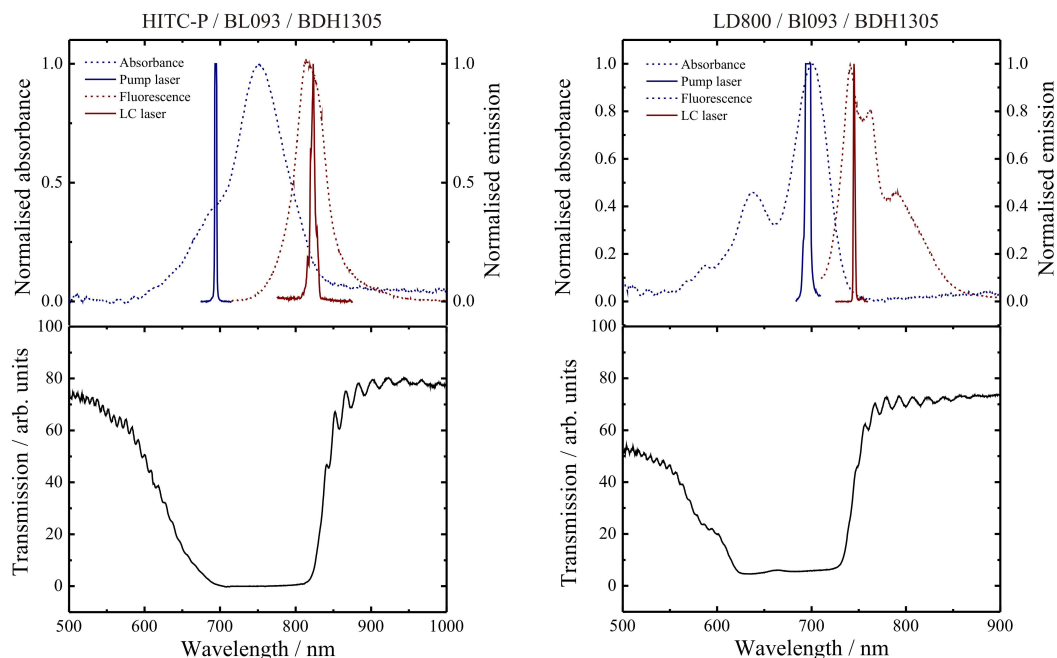 HITC-P / BL093 / BDH1305
1.0
0.5
0.0
Normalised absorbance
Absorbance
Pump laser
Fluorescence
LC laser
1.0
0.5
0.0
Normalised emission
100
80
60
40
20
0
Transmission / arb. units
500 600 700 800 900 1000
Wavelength / nm
LD800 / Bl093 / BDH1305
1.0
0.8
0.6
0.4
0.2
0.0
Normalised absorbance
Absorbance
Pump laser
Fluorescence
LC laser
1.0
0.8
0.6
0.4
0.2
0.0
Normalised emission
100
80
60
40
20
0
Transmission / arb. units
500 600 700 800 900
Wavelength / nm